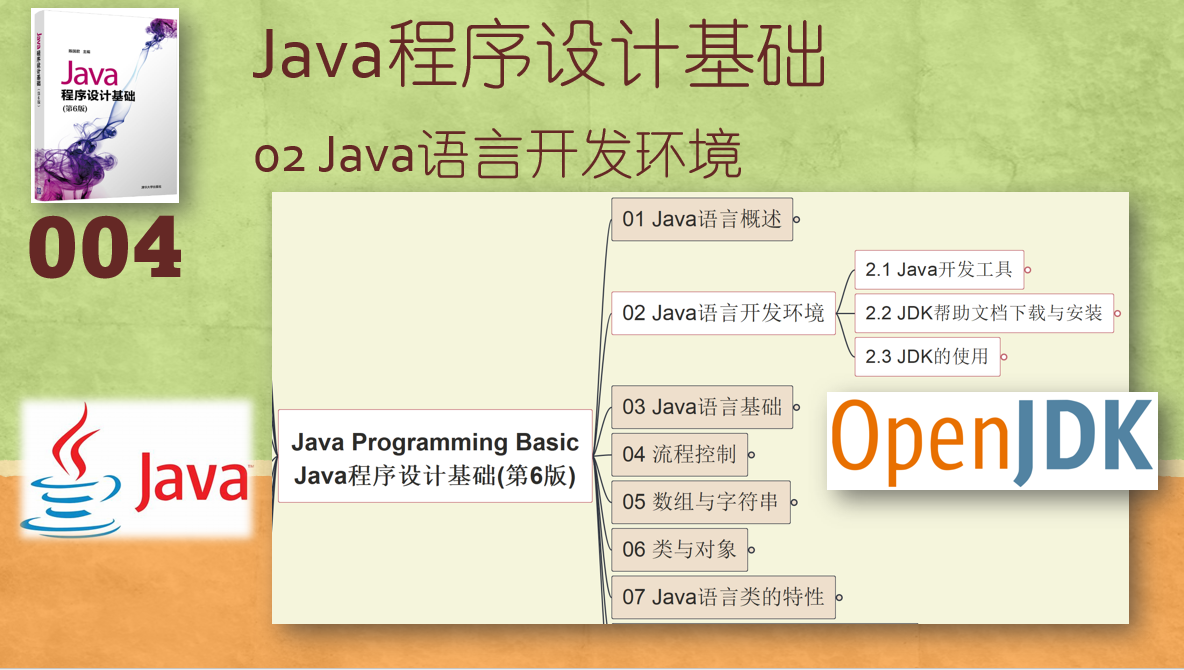 Java程序设计基础
02 Java语言开发环境
Java
程序设计基础
(第6版)
004
01 Java语言概述
02 Java语言开发环境
2.1 Java开发工具
2.2 JDK帮助文档下载与安装
2.3 JDK的使用
03 Java语言基础
04 流程控制
05 数组与字符串
06 类与对象
07 Java语言类的特性
Java Programming Basic
Java程序设计基础(第6版)
Java
OpenJDK